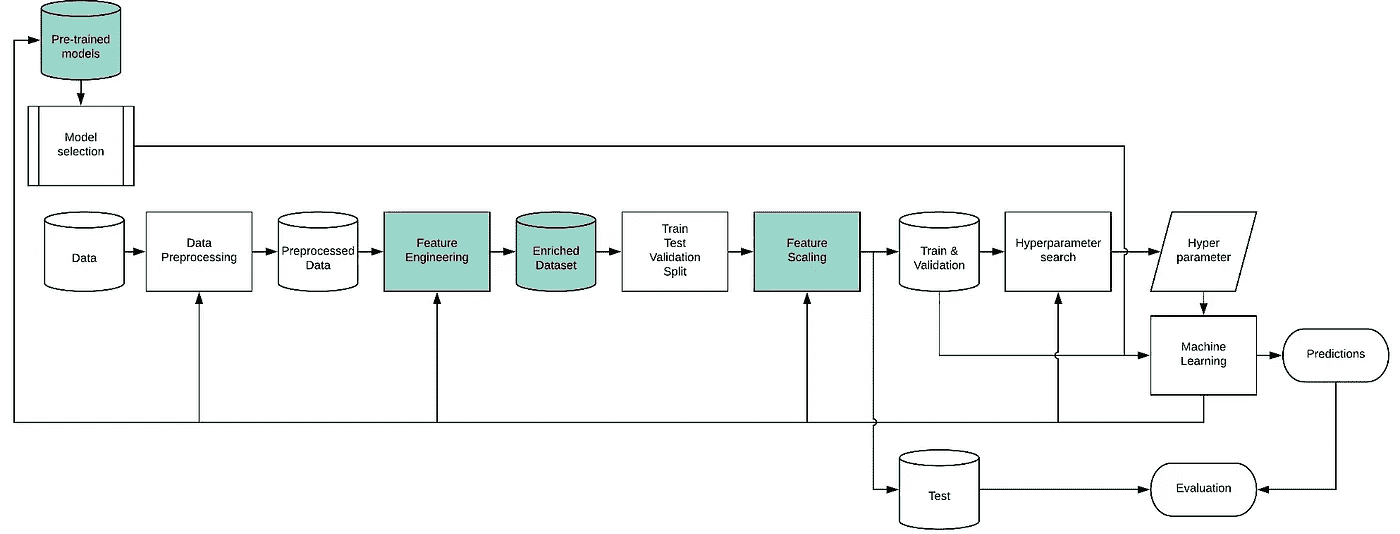 Pre-trained
models
Model
selection
Data
Data
Preprocessing
Preprocessed
Data
Feature
Engineering
Enriched
Dataset
Train
Test
Validation
Split
Feature
Scaling
Train &
Validation
Hyperparameter
search
Hyper
parameter
Machine
Learning
Predictions
Test
Evaluation